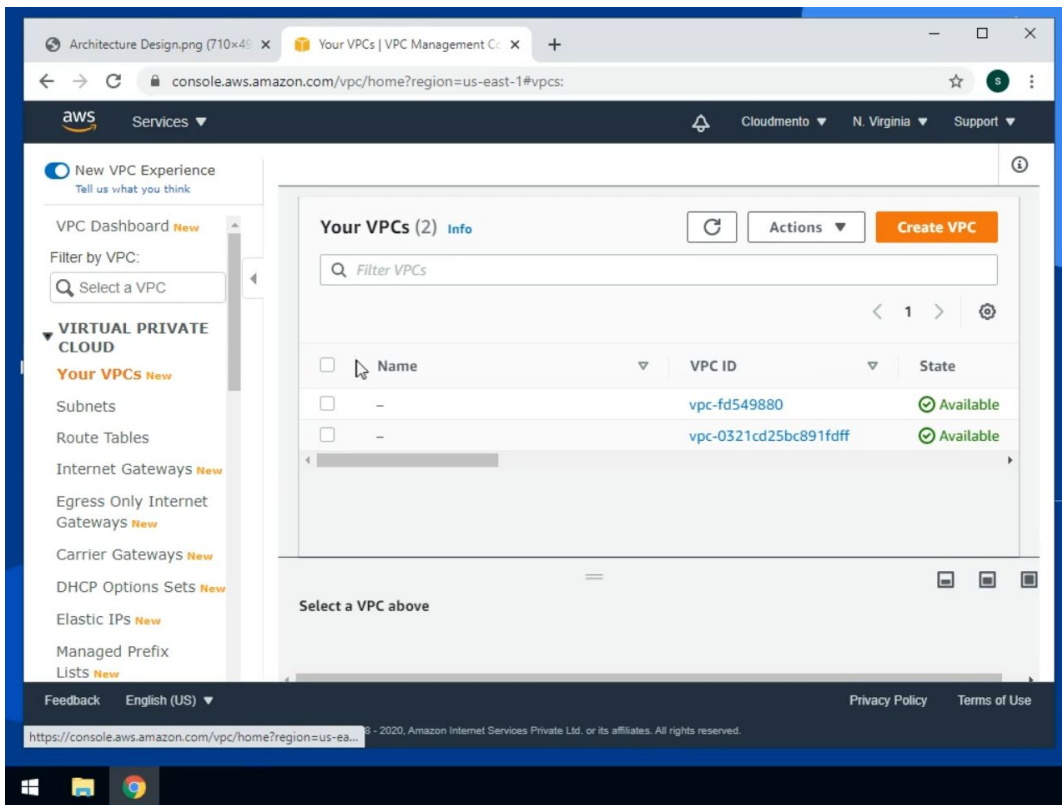 Architecture Design.png (710×49
Your VPCs | VPC Management Co
console.aws.amazon.com/vpc/home?region=us-east-1#vpcs:
S
aws
Services
Cloudmento
N. Virginia
Support
New VPC Experience
Tell us what you think
VPC Dashboard New
Filter by VPC:
Select a VPC
VIRTUAL PRIVATE
CLOUD
Your VPCs New
Subnets
Route Tables
Internet Gateways New
Egress Only Internet
Gateways New
Carrier Gateways New
DHCP Options Sets New
Elastic IPs New
Managed Prefix
Lists New
Your VPCs (2) Info
Actions
Create VPC
Filter VPCs
1
Name
VPC ID
State
– vpc-fd549880 Available
– vpc-0321cd25bc891fdff Available
Select a VPC above
Feedback
English (US)
Privacy Policy
Terms of Use
https://console.aws.amazon.com/vpc/home?region=us-ea...
8 - 2020, Amazon Internet Services Private Ltd. or its affiliates. All rights reserved.